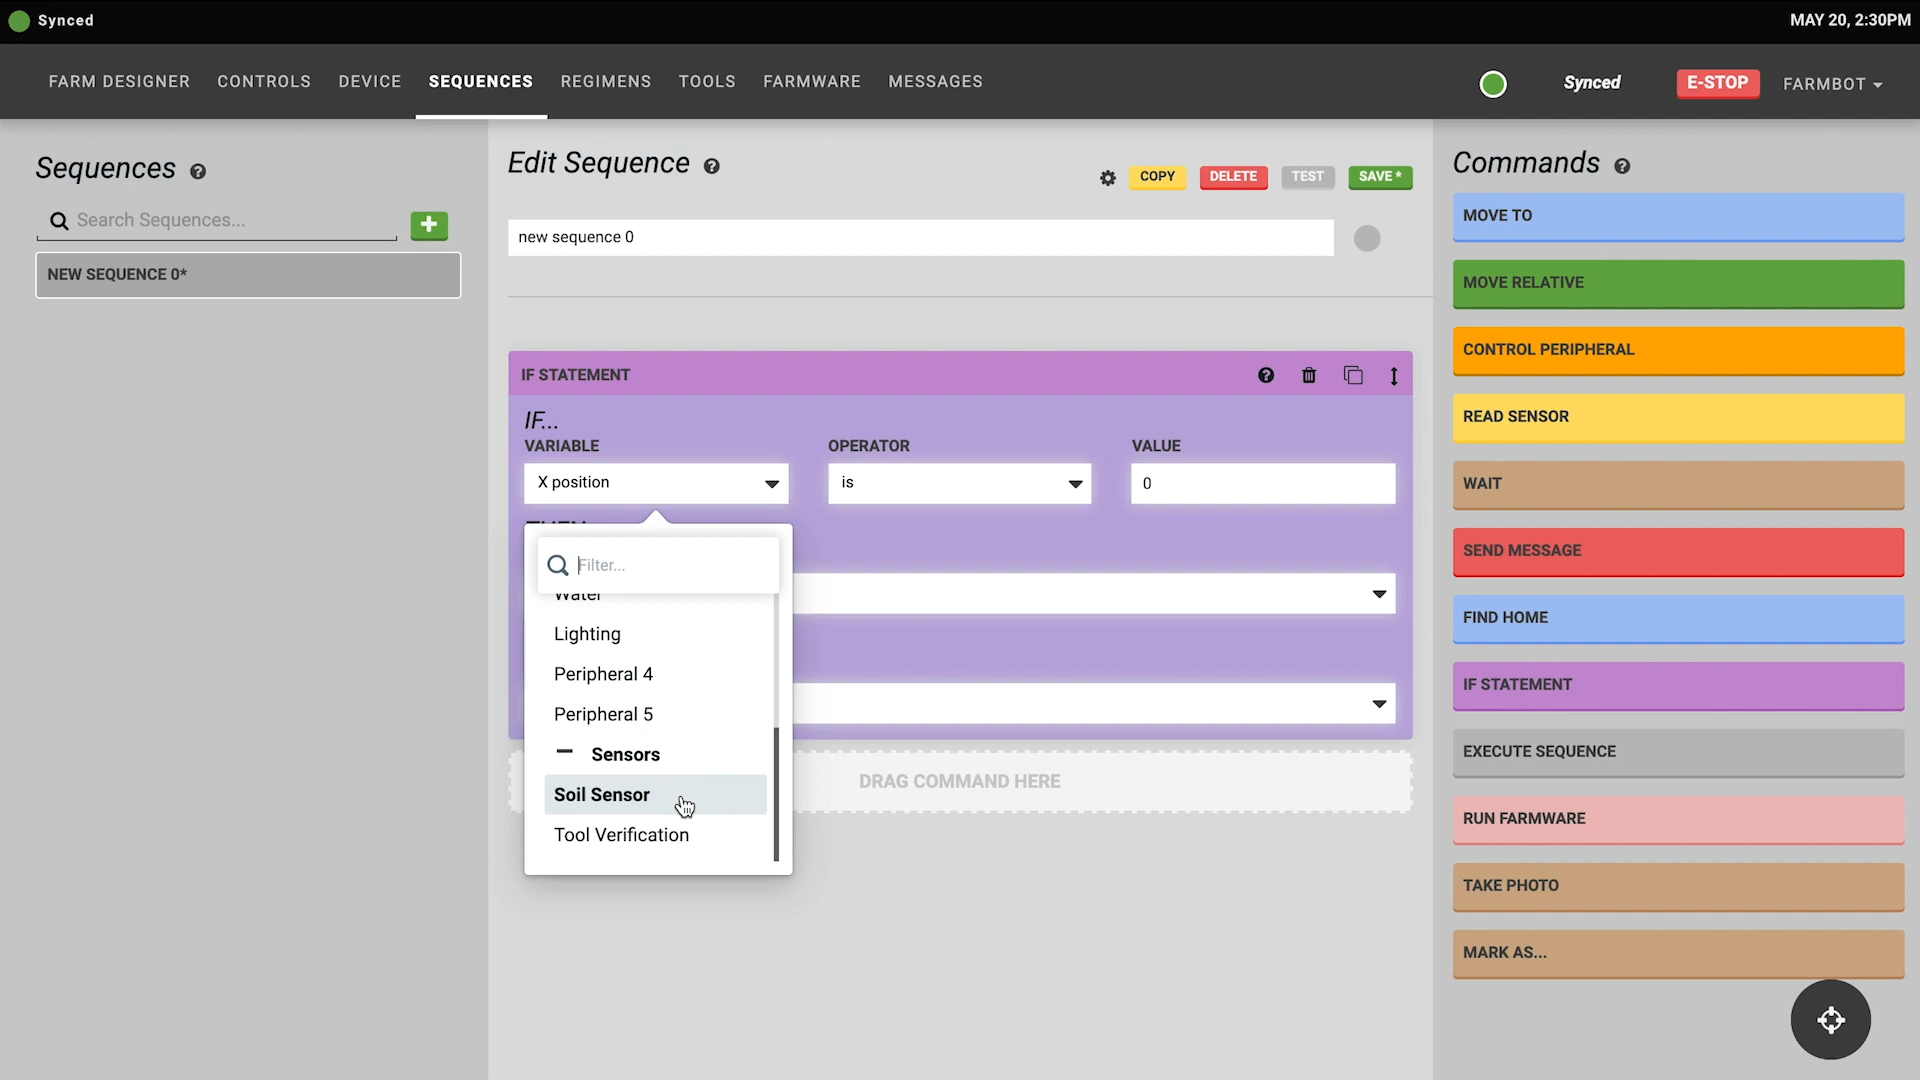 Synced
MAY 20, 2:30PM
FARM DESIGNER CONTROLS DEVICE SEQUENCES REGIMENS TOOLS FARMWARE MESSAGES
Synced
E-STOP
FARMBOT
Sequences
Search Sequences...
NEW SEQUENCE 0*
Edit Sequence
COPY
DELETE
TEST
SAVE *
new sequence 0
IF STATEMENT
IF...
VARIABLE
OPERATOR
VALUE
X position
is
0
Filter...
Water
Lighting
Peripheral 4
Peripheral 5
Sensors
Soil Sensor
Tool Verification
DRAG COMMAND HERE
Commands
MOVE TO
MOVE RELATIVE
CONTROL PERIPHERAL
READ SENSOR
WAIT
SEND MESSAGE
FIND HOME
IF STATEMENT
EXECUTE SEQUENCE
RUN FARMWARE
TAKE PHOTO
MARK AS...